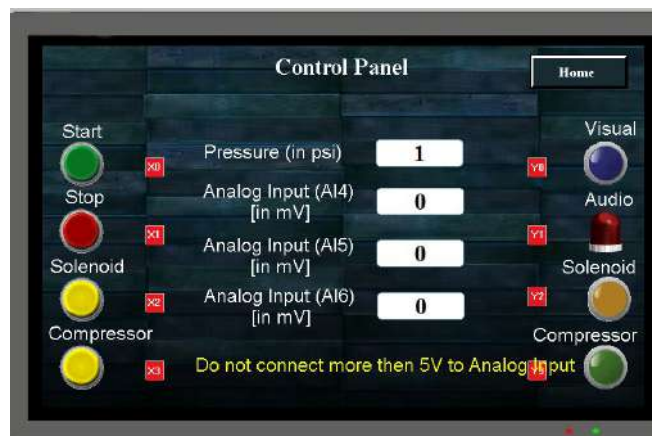 Control Panel
Home
Start
Visual
X0
Pressure (in psi)
1
Y0
Stop
Analog Input (AI4)
[in mV]
0
Audio
X1
Analog Input (AI5)
[in mV]
0
Y1
Solenoid
Solenoid
X2
Analog Input (AI6)
[in mV]
0
Y2
Compressor
Compressor
X3
Do not connect more then 5V to Analog Input